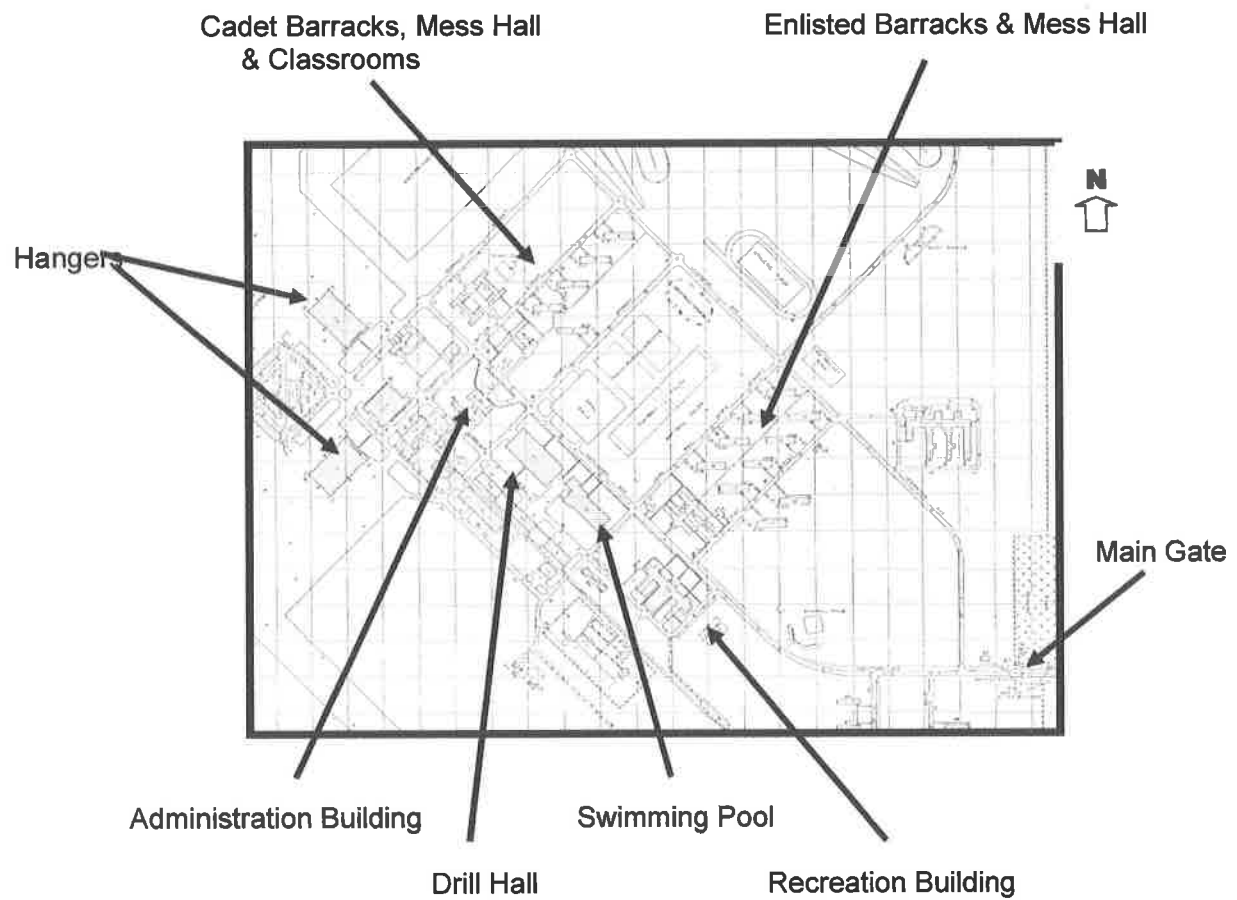 Cadet Barracks, Mess Hall
& Classrooms
Enlisted Barracks & Mess Hall
N
Hangers
Main Gate
Administration Building
Swimming Pool
Drill Hall
Recreation Building